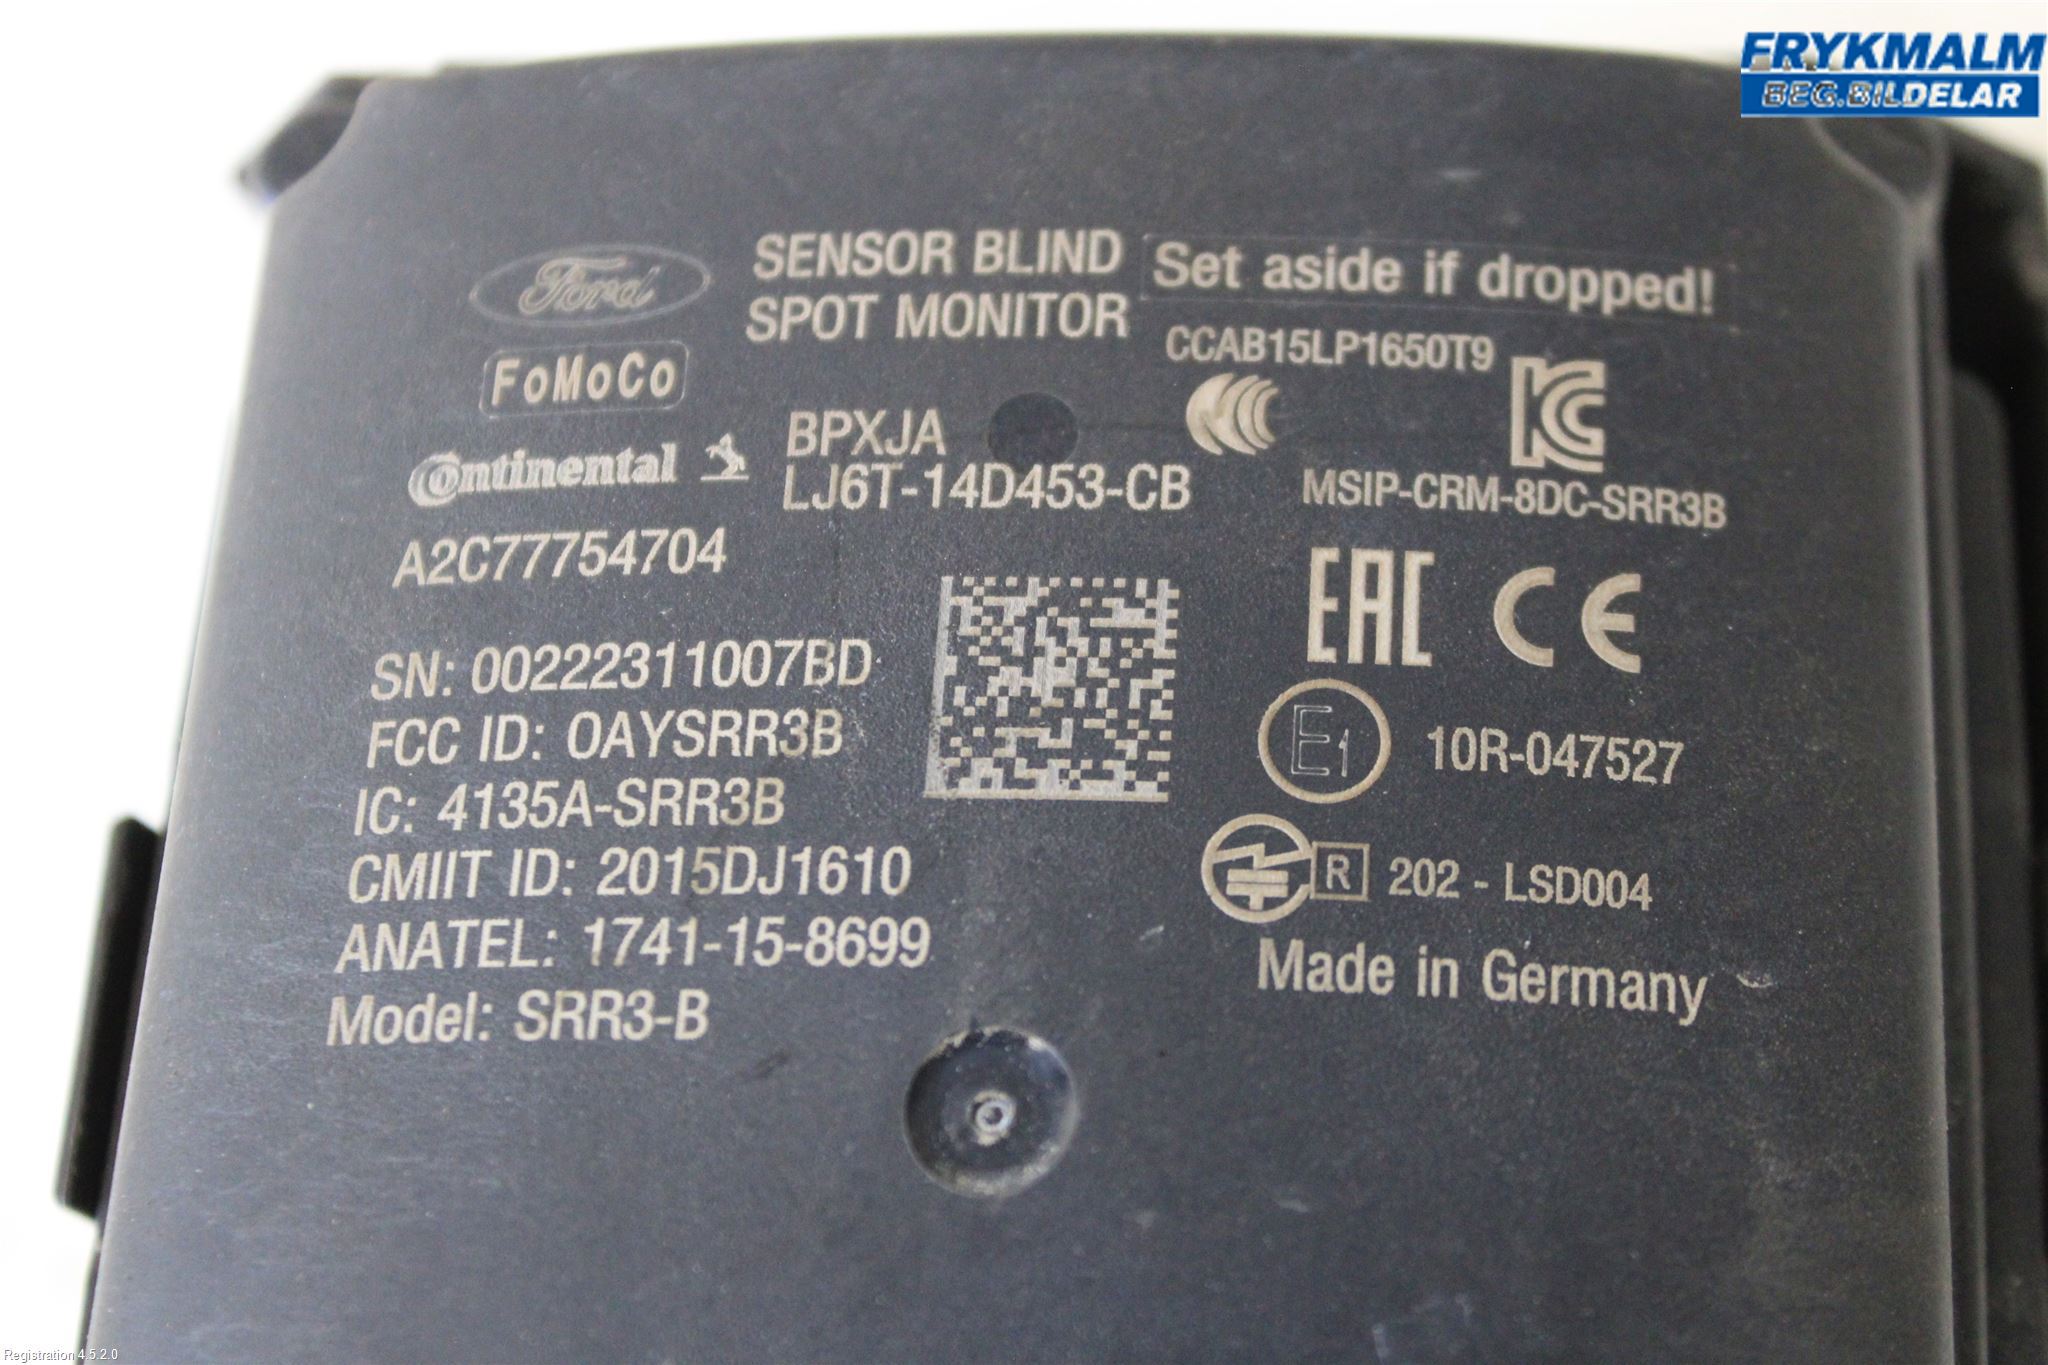 FRYKMALM
BEG.BILDELAR
Ford
FoMoCo
Continental
A2C77754704
SENSOR BLIND
SPOT MONITOR
Set aside if dropped!
CCAB15LP1650T9
BPXJA
LJ6T-14D453-CB
MSIP-CRM-8DC-SRR3B
EAC CE
SN: 00222311007BD
FCC ID: OAYSRR3B
IC: 4135A-SRR3B
CMIIT ID: 2015DJ1610
ANATEL: 1741-15-8699
Model: SRR3-B
E1 10R-047527
R 202 - LSD004
Made in Germany
Registration 4.5.2.0